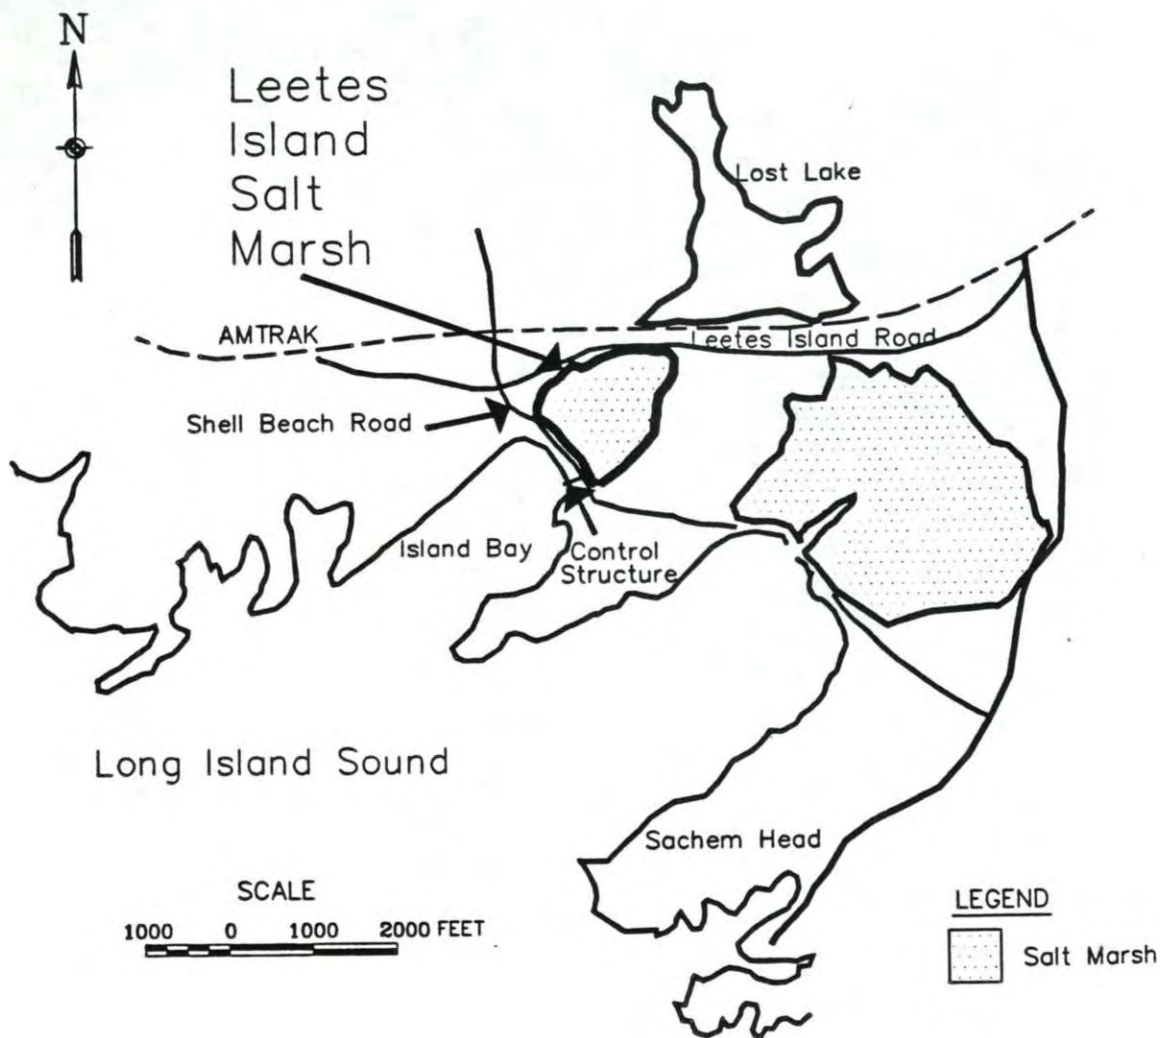 N
Leetes
Island
Salt
Marsh
Lost Lake
AMTRAK
Leetes Island Road
Shell Beach Road
Island Bay
Control
Structure
Long Island Sound
Sachem Head
SCALE
1000 0 1000 2000 FEET
LEGEND
Salt Marsh